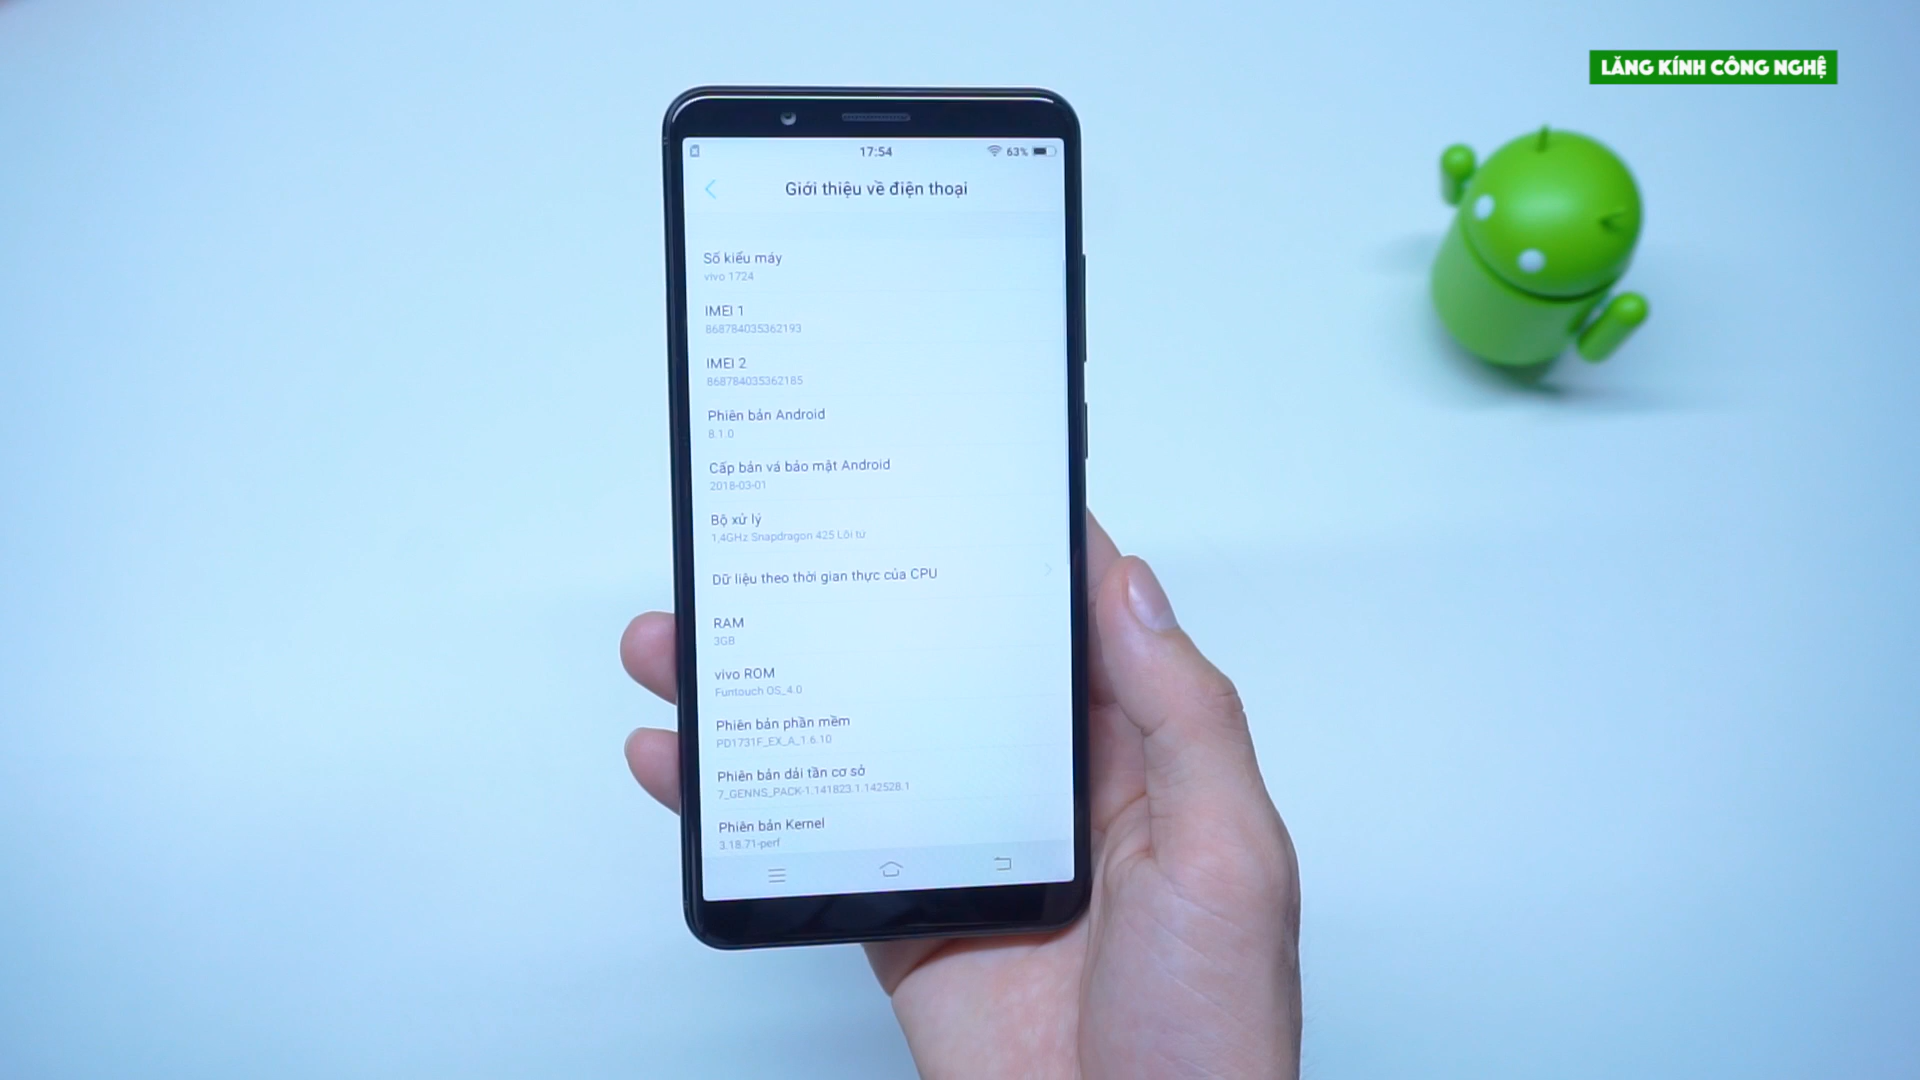 LĂNG KÍNH CÔNG NGHỆ
17:54
63%
Giới thiệu về điện thoại
Số kiểu máy
vivo 1724
IMEI 1
868784035362193
IMEI 2
868784035362185
Phiên bản Android
8.1.0
Cấp bản vá bảo mật Android
2018-03-01
Bộ xử lý
1,4GHz Snapdragon 425 Lõi tứ
Dữ liệu theo thời gian thực của CPU
RAM
3GB
vivo ROM
Funtouch OS_4.0
Phiên bản phần mềm
PD1731F_EX_A_1.6.10
Phiên bản dải tần cơ sở
7_GENNS_PACK-1.141823.1.142528.1
Phiên bản Kernel
3.18.71-perf